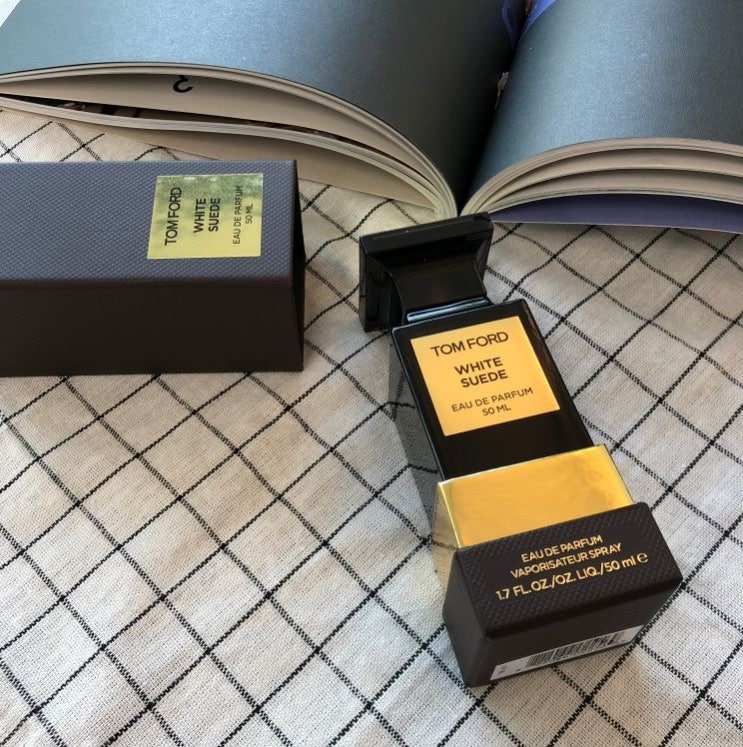 TOM FORD
WHITE
SUEDE
EAU DE PARFUM
50 ML
TOM FORD
WHITE
SUEDE
EAU DE PARFUM
50 ML
EAU DE PARFUM
VAPORISATEUR SPRAY
1.7 FL.OZ./OZ. LIQ./50 ml e